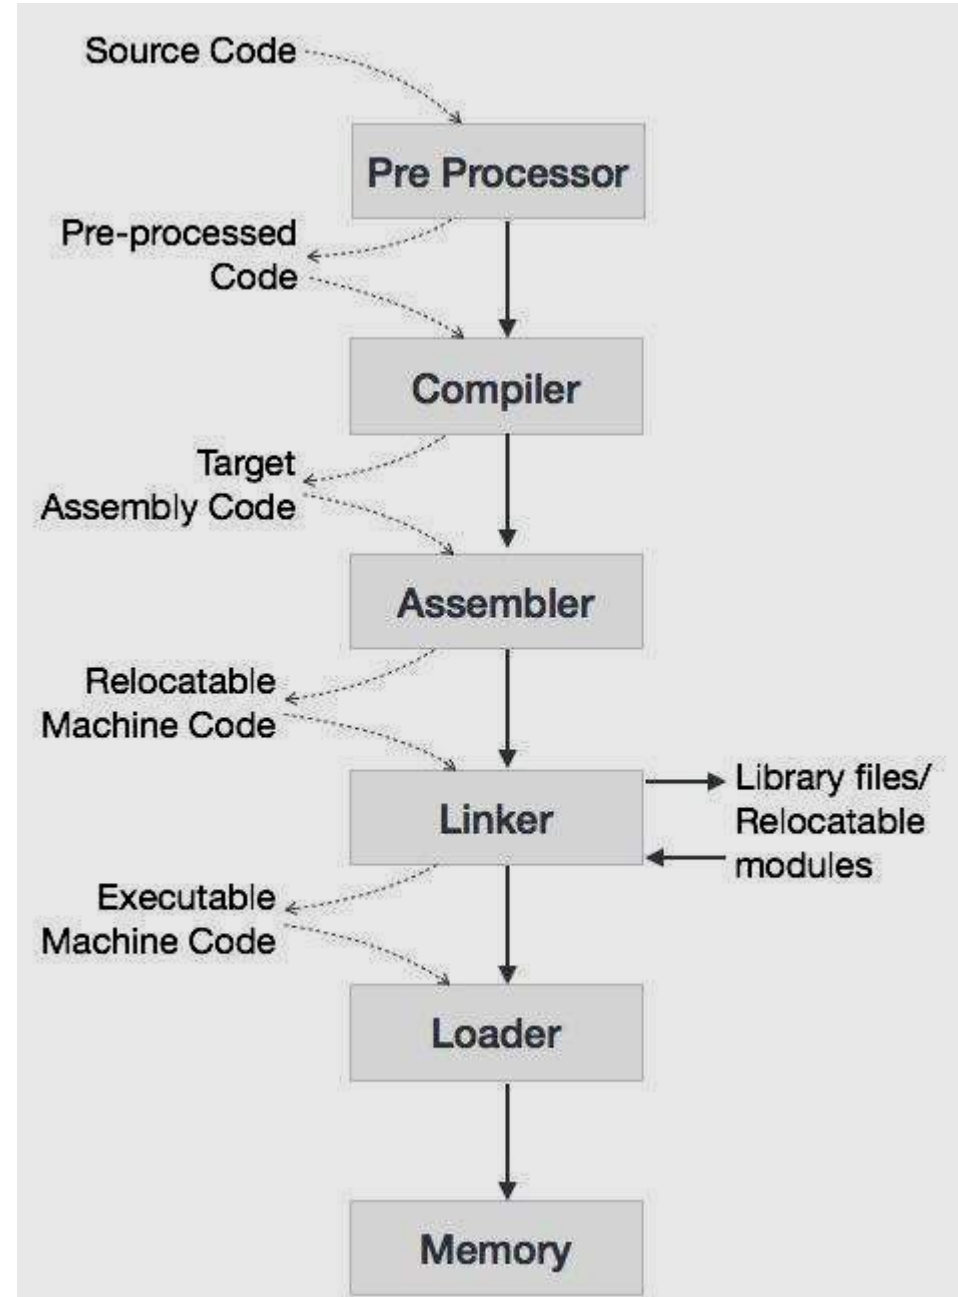 Source Code
Pre Processor
Pre-processed
Code
Compiler
Target
Assembly Code
Assembler
Relocatable
Machine Code
Linker
Library files/
Relocatable
modules
Executable
Machine Code
Loader
Memory